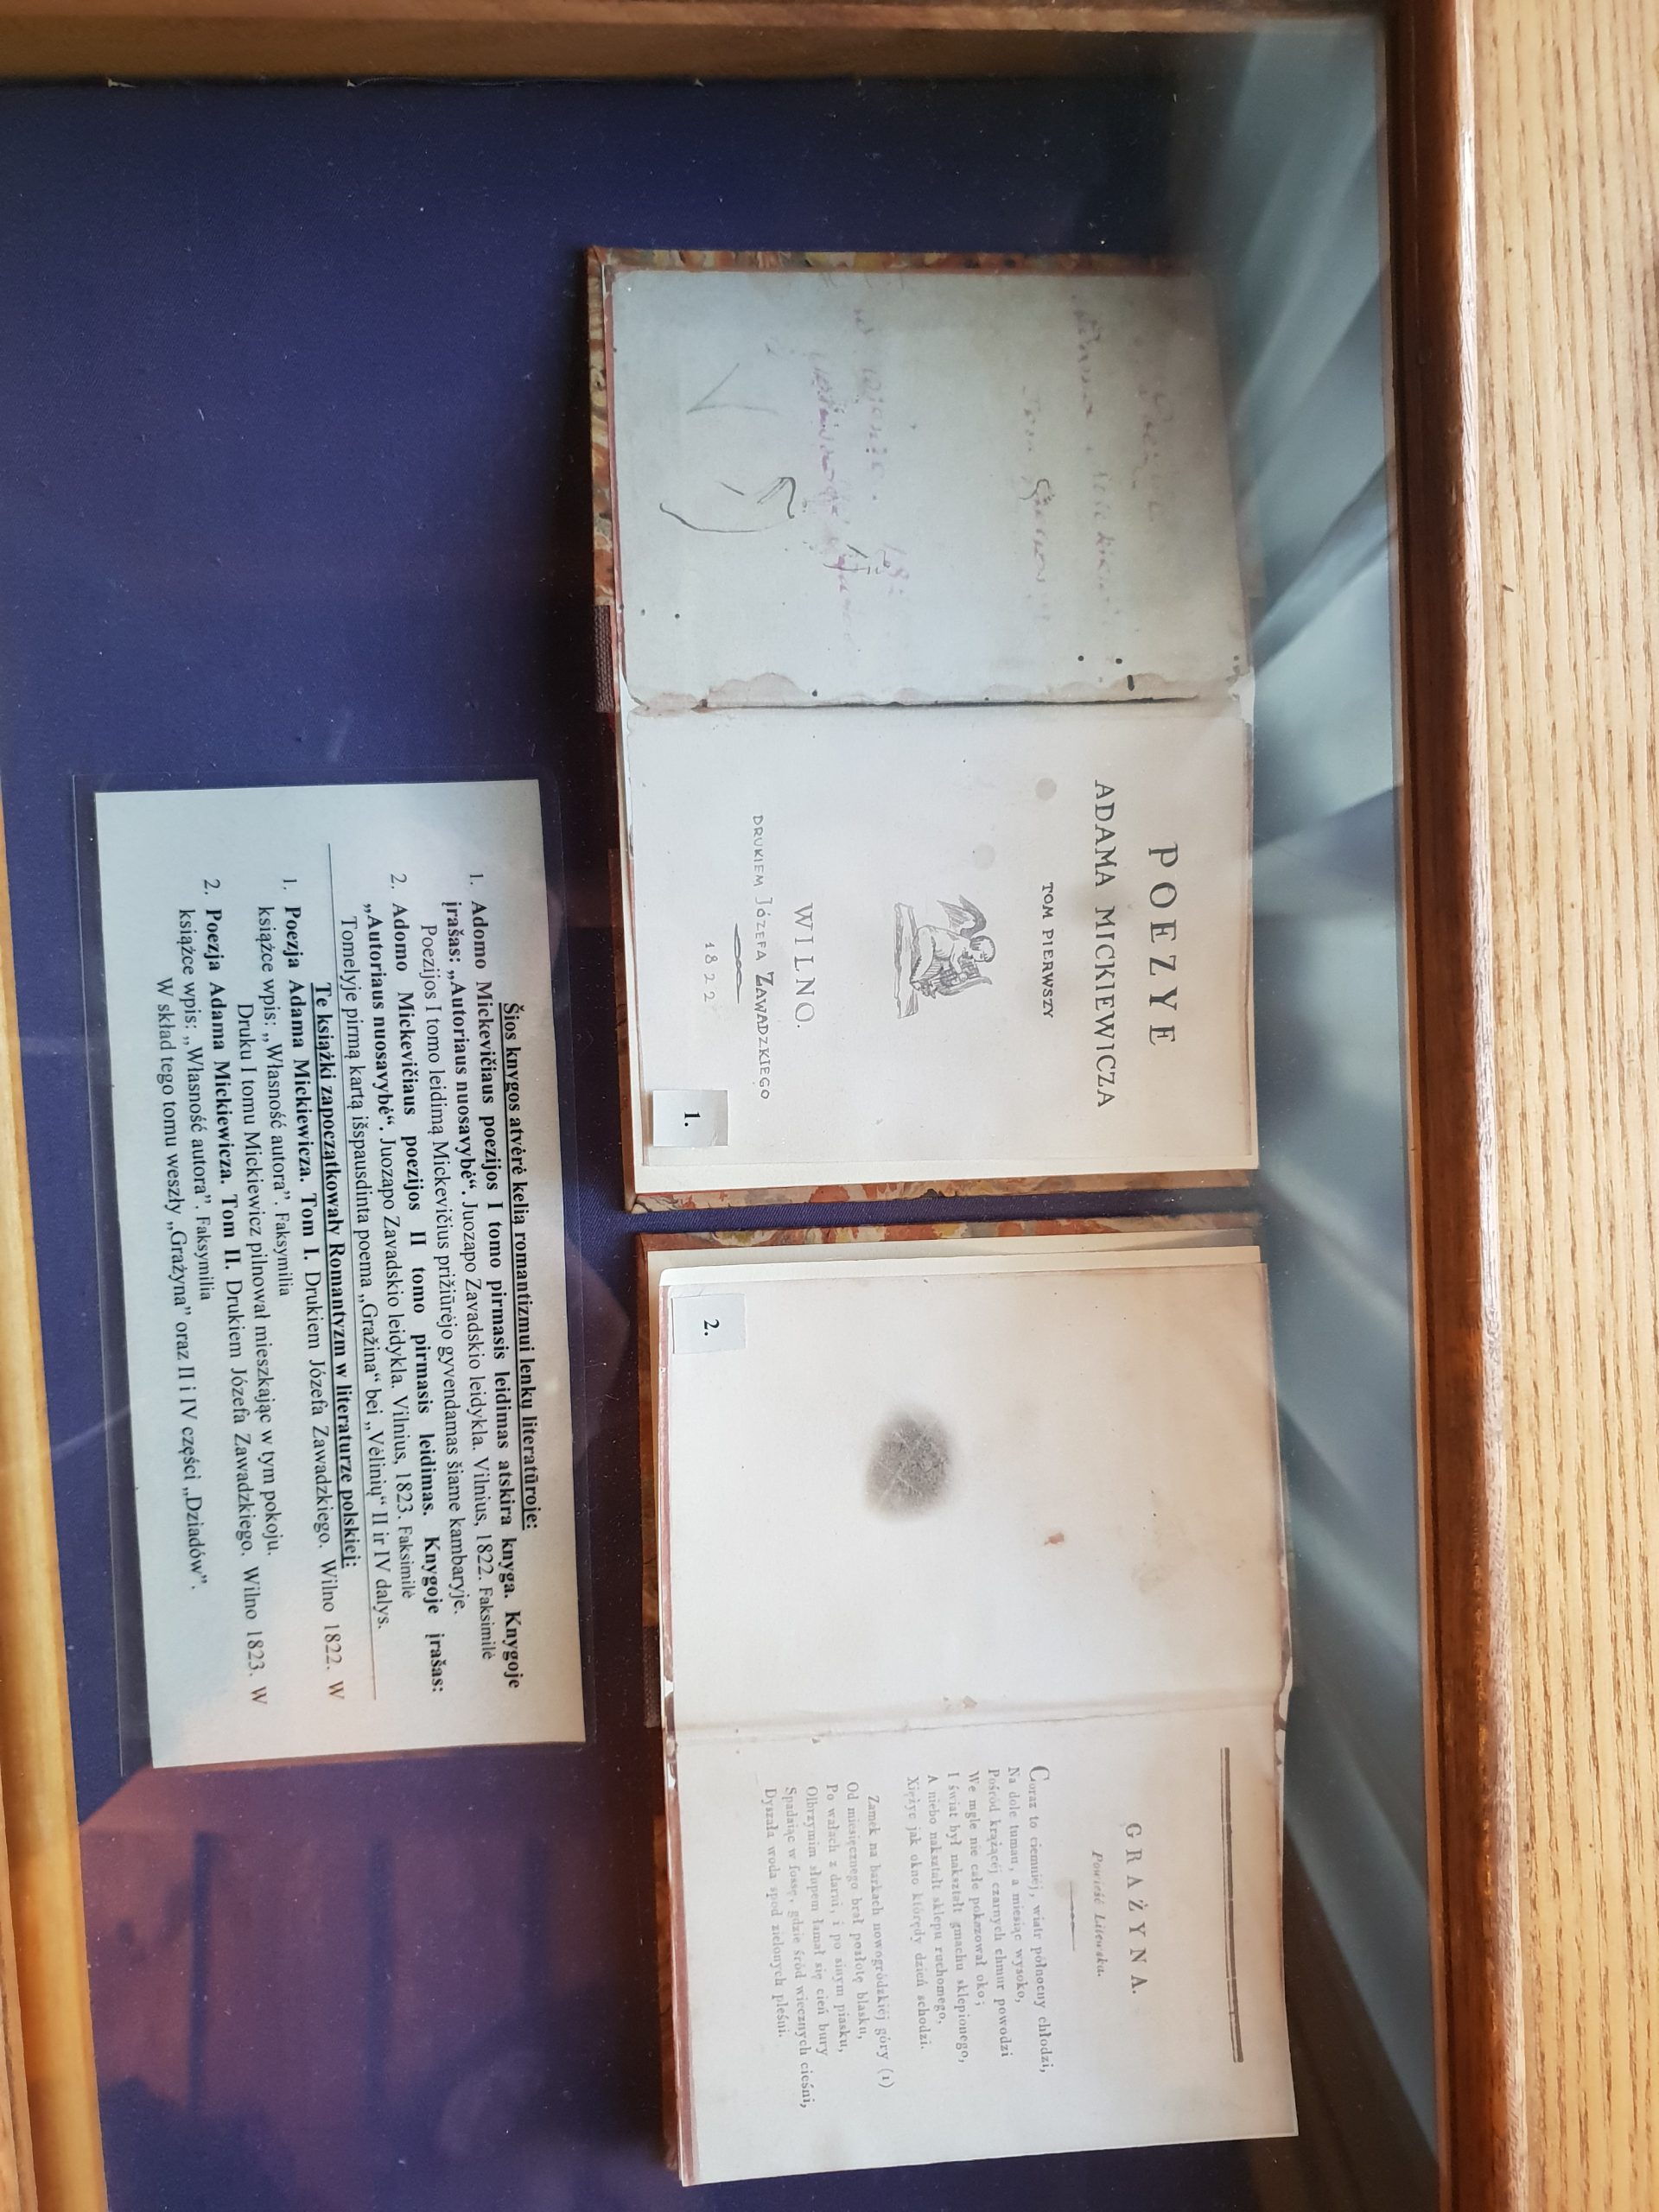 POEZYE
ADAMA MICKIEWICZA
TOM PIERWSZY
WILNO.
DRUKIEM JÓZEFA ZAWADZKIEGO
1822
1.
2.
GRAŻYNA.
Powieść Litewska.
Coraz to ciemniéj, wiatr północny chłodzi,
Na dole tuman, a miesiąc wysoko,
Pośród krążącéj czarnych chmur powodzi
We mgle nie całe pokazował oko;
I świat był nakształt gmachu sklepionego,
A niebo nakształt sklepu ruchomego,
Xiężyc jak okno którędy dzień schodzi.
Zamek na barkach nowogródzkiéj góry (1)
Od miesięcznego brał pozłotę blasku,
Po wałach z darni, i po sinym piasku,
Olbrzymim słupem łamał się cień bury
Spadając w fossę, gdzie śród wiecznych cieśni,
Dyszała woda spod zielonych pleśni.
Šios knygos atvėrė kelią romantizmui lenkų literatūroje:
1. Adomo Mickevičiaus poezijos I tomo pirmasis leidimas atskira knyga. Knygoje
įrašas: „Autoriaus nuosavybė“. Juozapo Zavadskio leidykla. Vilnius, 1822. Faksimilė
Poezijos I tomo leidimą Mickevičius prižiūrėjo gyvendamas šiame kambaryje.
2. Adomo Mickevičiaus poezijos II tomo pirmasis leidimas. Knygoje įrašas:
„Autoriaus nuosavybė“. Juozapo Zavadskio leidykla. Vilnius, 1823. Faksimilė
Tomelyje pirmą kartą išspausdinta poema „Gražina“ bei „Vėlinių“ II ir IV dalys.
Te książki zapoczątkowały Romantyzm w literaturze polskiej:
1. Poezja Adama Mickiewicza. Tom I. Drukiem Józefa Zawadzkiego. Wilno 1822. W
książce wpis: „Własność autora”. Faksymilia
Druku I tomu Mickiewicz pilnował mieszkając w tym pokoju.
2. Poezja Adama Mickiewicza. Tom II. Drukiem Józefa Zawadzkiego. Wilno 1823. W
książce wpis: „Własność autora”. Faksymilia
W skład tego tomu weszły „Grażyna” oraz II i IV części „Dziadów”.